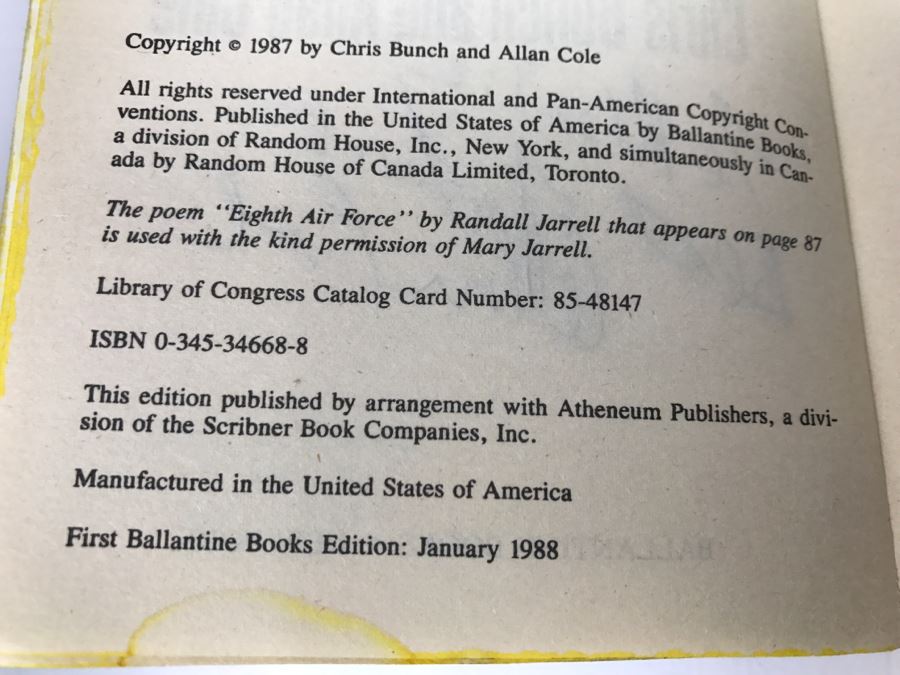 Copyright © 1987 by Chris Bunch and Allan Cole
All rights reserved under International and Pan-American Copyright Con-
ventions. Published in the United States of America by Ballantine Books,
a division of Random House, Inc., New York, and simultaneously in Can-
ada by Random House of Canada Limited, Toronto.
The poem "Eighth Air Force" by Randall Jarrell that appears on page 87
is used with the kind permission of Mary Jarrell.
Library of Congress Catalog Card Number: 85-48147
ISBN 0-345-34668-8
This edition published by arrangement with Atheneum Publishers, a divi-
sion of the Scribner Book Companies, Inc.
Manufactured in the United States of America
First Ballantine Books Edition: January 1988